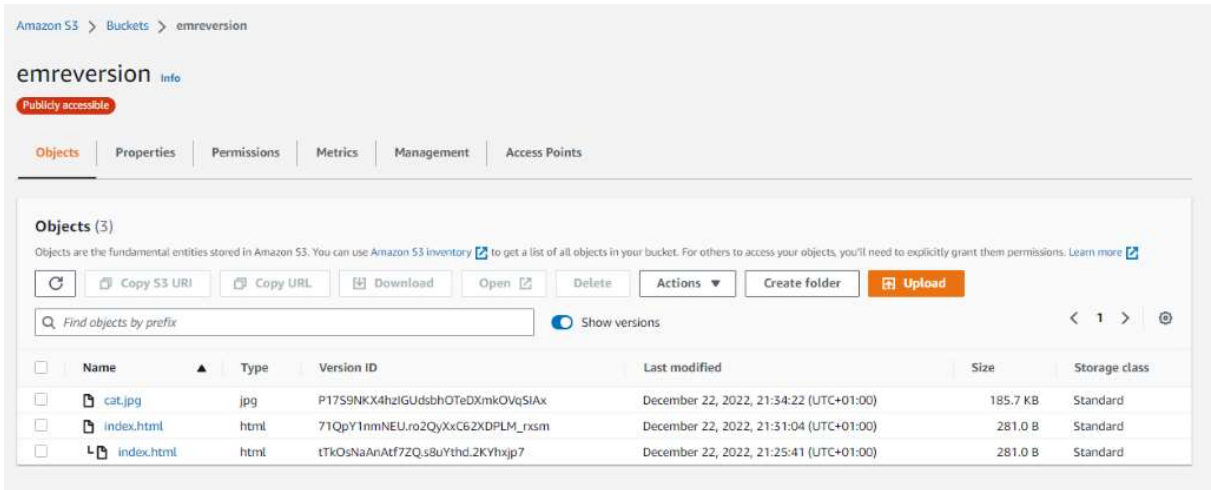 Amazon S3 > Buckets > emreversion
emreversion Info
Publicly accessible
Objects Properties Permissions Metrics Management Access Points
Objects (3)
Objects are the fundamental entities stored in Amazon S3. You can use Amazon S3 inventory to get a list of all objects in your bucket. For others to access your objects, you'll need to explicitly grant them permissions. Learn more
Copy S3 URI Copy URL Download Open Delete Actions Create folder Upload
Find objects by prefix Show versions < 1 >
Name Type Version ID Last modified Size Storage class
cat.jpg jpg P17S9NKX4hzIGUdsbhOTeDXmkOVqSIAx December 22, 2022, 21:34:22 (UTC+01:00) 185.7 KB Standard
index.html html 71QpY1nmNEU.ro2QyXxC62XDPLM_rxsm December 22, 2022, 21:31:04 (UTC+01:00) 281.0 B Standard
index.html html tTkOsNaAnAtf7ZQ.s8uYthd.2KYhxjp7 December 22, 2022, 21:25:41 (UTC+01:00) 281.0 B Standard